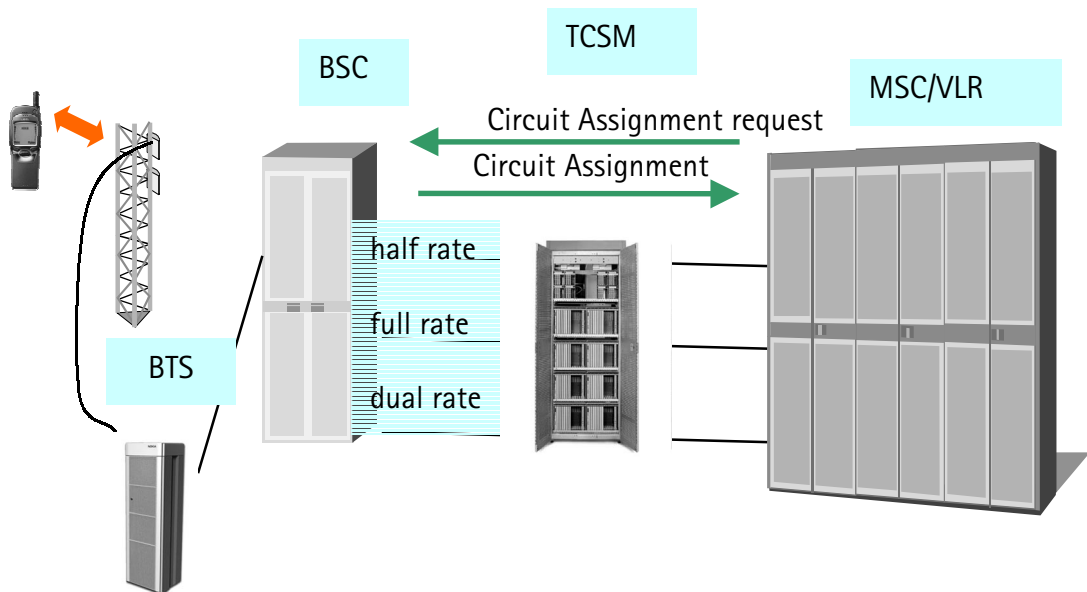 TCSM
BSC
MSC/VLR
Circuit Assignment request
Circuit Assignment
half rate
full rate
BTS
dual rate